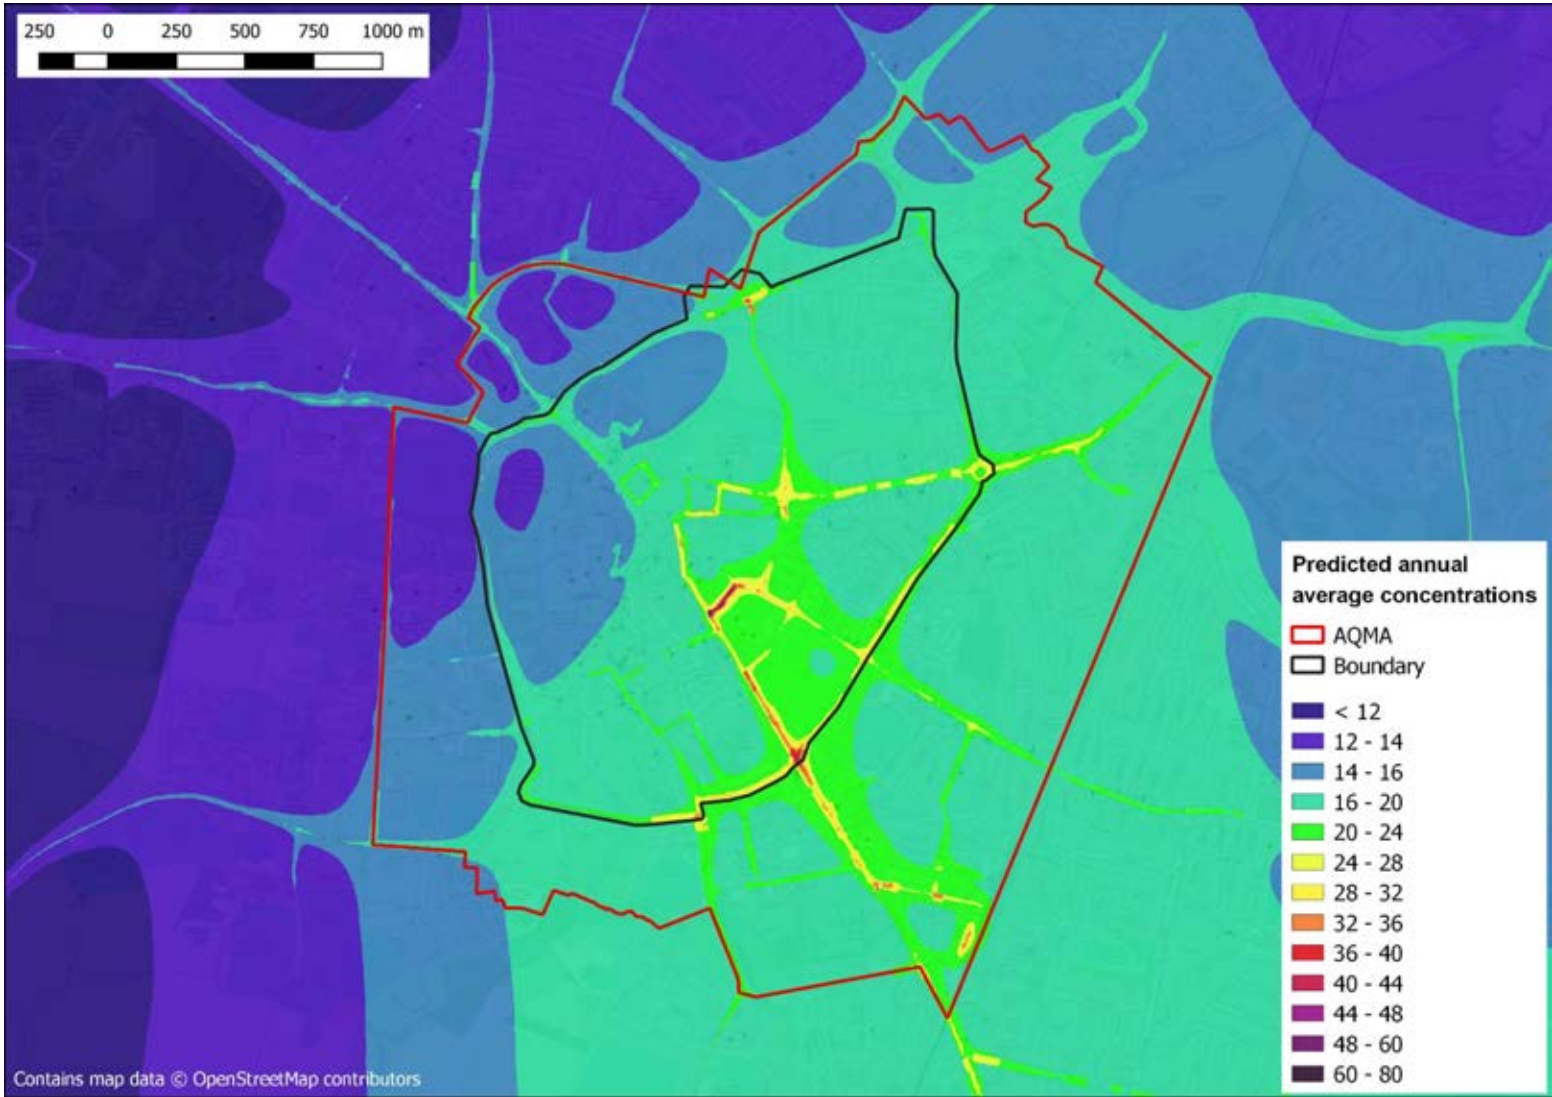 250 0 250 500 750 1000 m
Predicted annual
average concentrations
AQMA
Boundary
< 12
12 - 14
14 - 16
16 - 20
20 - 24
24 - 28
28 - 32
32 - 36
36 - 40
40 - 44
44 - 48
48 - 60
60 - 80
Contains map data © OpenStreetMap contributors